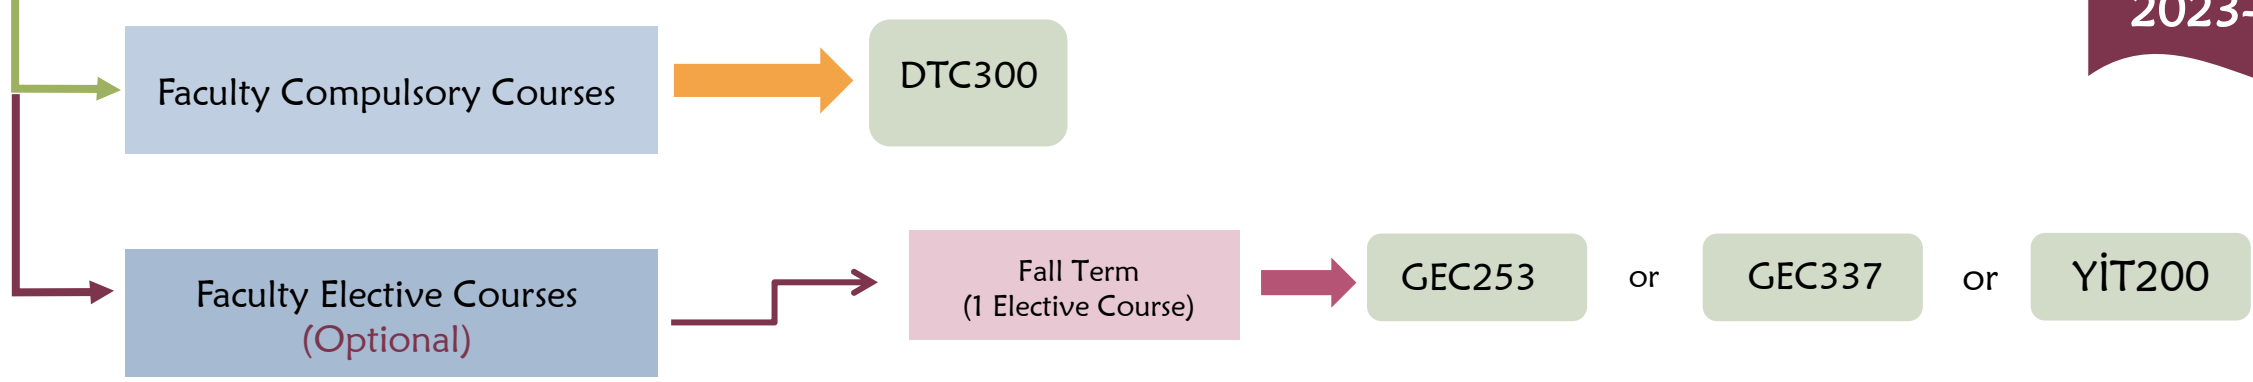 2023-
Faculty Compulsory Courses
DTC300
Faculty Elective Courses
(Optional)
Fall Term
(1 Elective Course)
GEC253
or
GEC337
or
YİT200